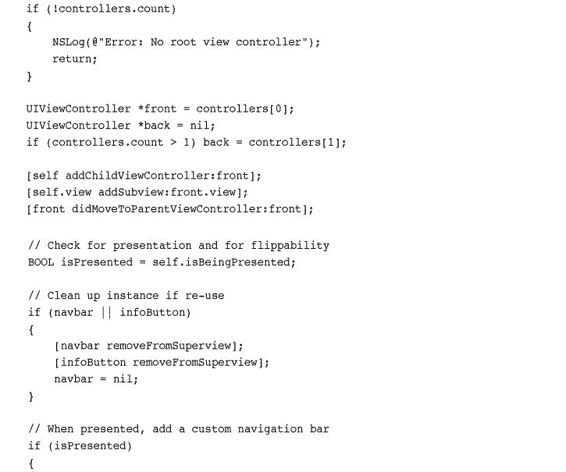 if (!controllers.count)
{
    NSLog(@"Error: No root view controller");
    return;
}

UIViewController *front = controllers[0];
UIViewController *back = nil;
if (controllers.count > 1) back = controllers[1];

[self addChildViewController:front];
[self.view addSubview:front.view];
[front didMoveToParentViewController:front];

// Check for presentation and for flippability
BOOL isPresented = self.isBeingPresented;

// Clean up instance if re-use
if (navbar || infoButton)
{
    [navbar removeFromSuperview];
    [infoButton removeFromSuperview];
    navbar = nil;
}

// When presented, add a custom navigation bar
if (isPresented)
{